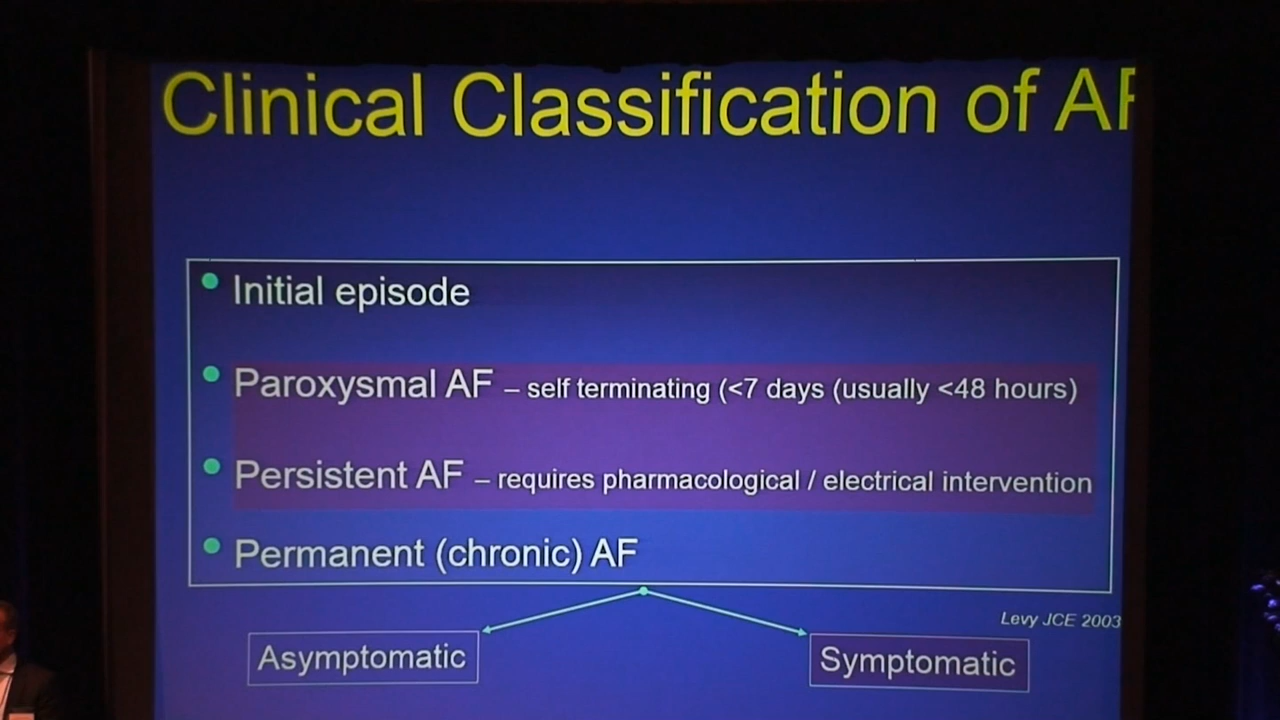 Clinical Classification of AF
Initial episode
Paroxysmal AF – self terminating (<7 days (usually <48 hours)
Persistent AF – requires pharmacological / electrical intervention
Permanent (chronic) AF
Levy JCE 2003
Asymptomatic
Symptomatic